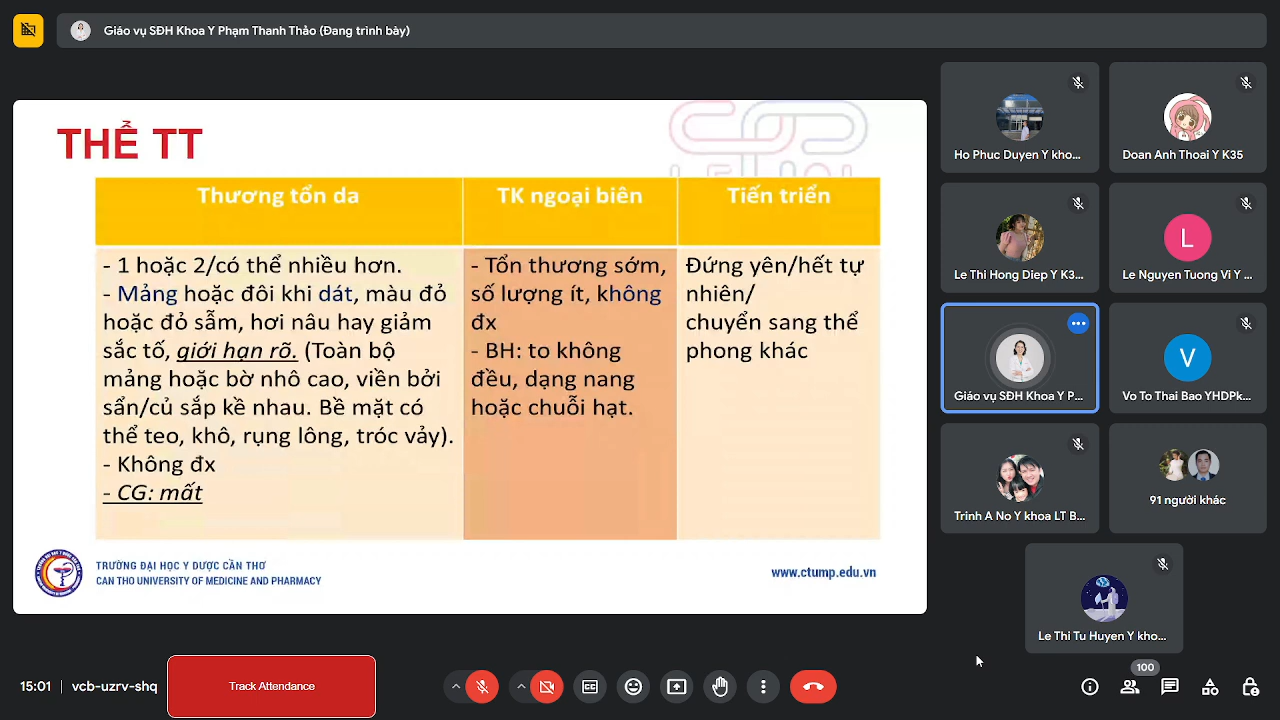 Giáo vụ SĐH Khoa Y Phạm Thanh Thảo (Đang trình bày)
THỂ TT
Thương tổn da
TK ngoại biên
Tiến triển
- 1 hoặc 2/có thể nhiều hơn.
- Mảng hoặc đôi khi dát, màu đỏ
hoặc đỏ sẫm, hơi nâu hay giảm
sắc tố, giới hạn rõ. (Toàn bộ
mảng hoặc bờ nhô cao, viền bởi
sẩn/củ sắp kề nhau. Bề mặt có
thể teo, khô, rụng lông, tróc vảy).
- Không đx
- CG: mất
- Tổn thương sớm,
số lượng ít, không
đx
- BH: to không
đều, dạng nang
hoặc chuỗi hạt.
Đứng yên/hết tự
nhiên/
chuyển sang thể
phong khác
TRƯỜNG ĐẠI HỌC Y DƯỢC CẦN THƠ
CAN THO UNIVERSITY OF MEDICINE AND PHARMACY
www.ctump.edu.vn
Ho Phuc Duyen Y kho...
Doan Anh Thoai Y K35
Le Thi Hong Diep Y K3...
L
Le Nguyen Tuong Vi Y ...
Giáo vụ SĐH Khoa Y P...
V
Vo To Thai Bao YHDPk...
Trinh A No Y khoa LT B...
91 người khác
Le Thi Tu Huyen Y kho...
15:01
vcb-uzrv-shq
Track Attendance
100